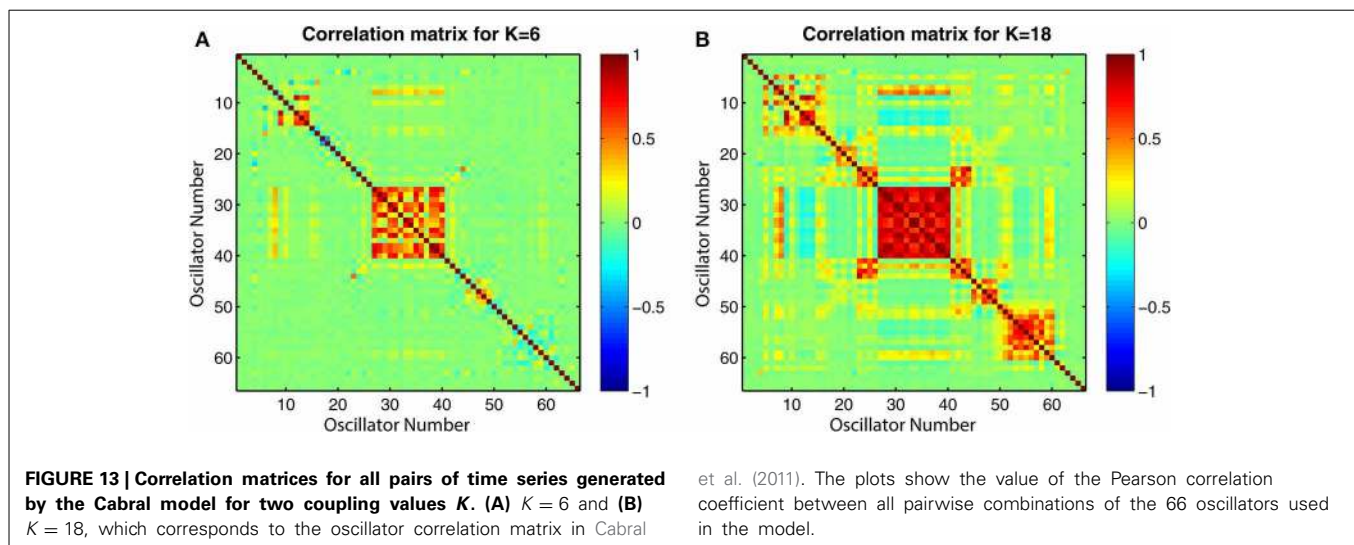 A
Correlation matrix for K=6
Oscillator Number
10
20
30
40
50
60
10 20 30 40 50 60
Oscillator Number
1
0.5
0
−0.5
−1
B
Correlation matrix for K=18
Oscillator Number
10
20
30
40
50
60
10 20 30 40 50 60
Oscillator Number
1
0.5
0
−0.5
−1
FIGURE 13 | Correlation matrices for all pairs of time series generated
by the Cabral model for two coupling values K. (A) K = 6 and (B)
K = 18, which corresponds to the oscillator correlation matrix in Cabral
et al. (2011). The plots show the value of the Pearson correlation
coefficient between all pairwise combinations of the 66 oscillators used
in the model.